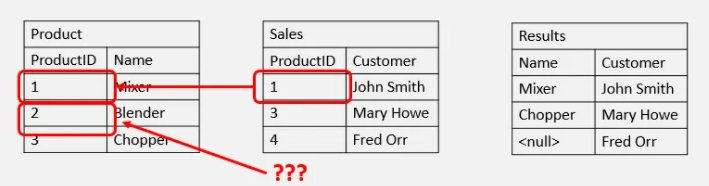 Product
ProductID Name
1 Mixer
2 Blender
3 Chopper
Sales
ProductID Customer
1 John Smith
3 Mary Howe
4 Fred Orr
Results
Name Customer
Mixer John Smith
Chopper Mary Howe
<null> Fred Orr
???